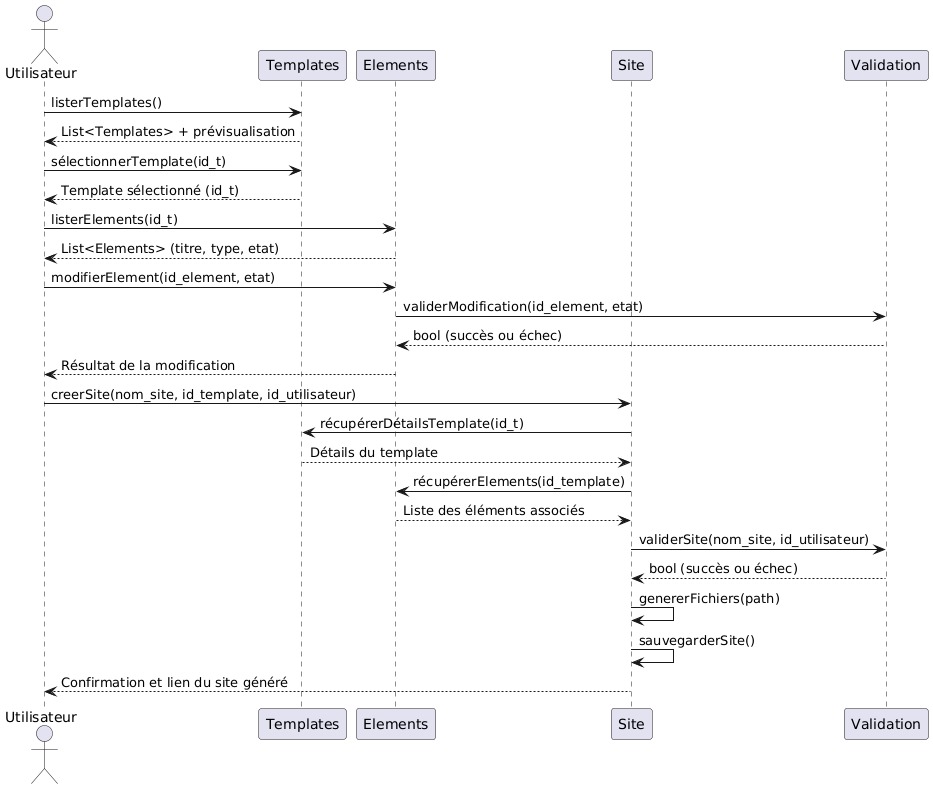 Utilisateur
Templates
Elements
Site
Validation
listerTemplates()
List<Templates> + prévisualisation
sélectionnerTemplate(id_t)
Template sélectionné (id_t)
listerElements(id_t)
List<Elements> (titre, type, etat)
modifierElement(id_element, etat)
validerModification(id_element, etat)
bool (succès ou échec)
Résultat de la modification
creerSite(nom_site, id_template, id_utilisateur)
récupérerDétailsTemplate(id_t)
Détails du template
récupérerElements(id_template)
Liste des éléments associés
validerSite(nom_site, id_utilisateur)
bool (succès ou échec)
genererFichiers(path)
sauvegarderSite()
Confirmation et lien du site généré
Utilisateur
Templates
Elements
Site
Validation